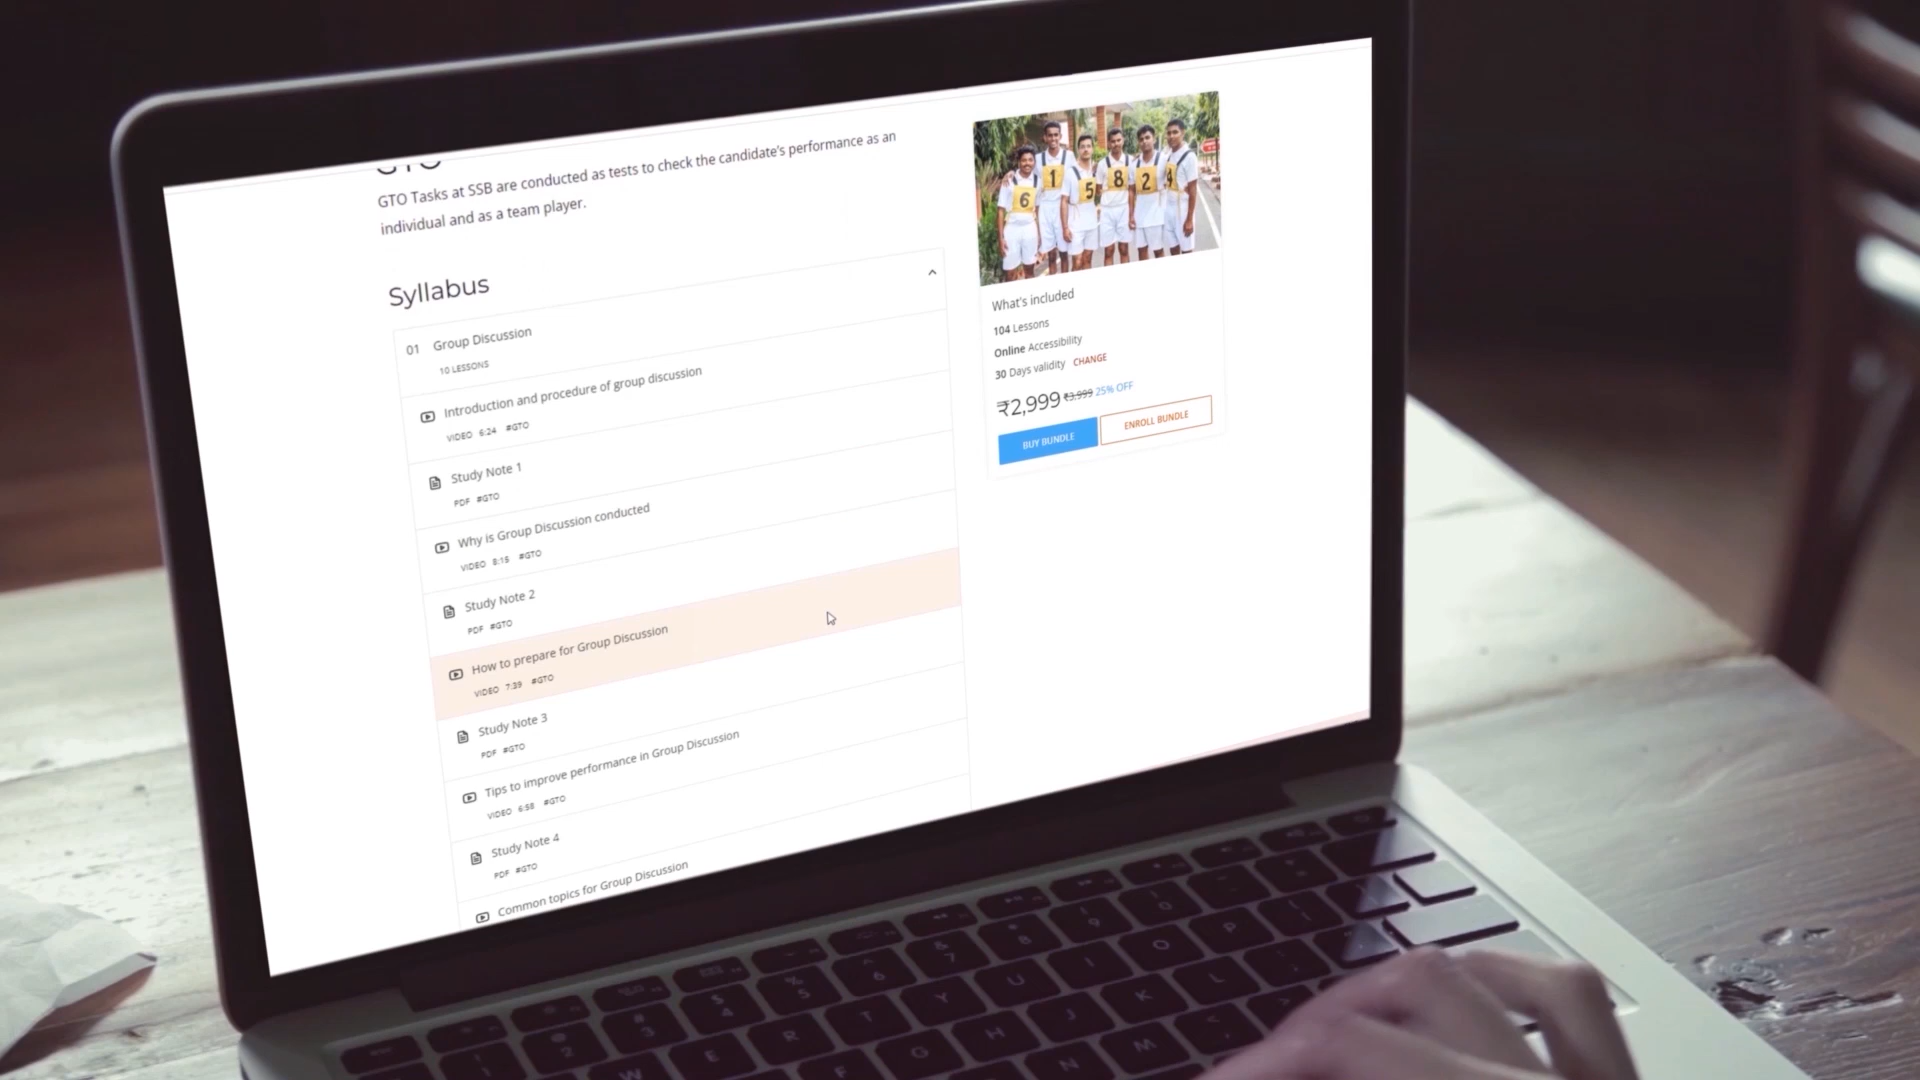 GTO
GTO Tasks at SSB are conducted as tests to check the candidate's performance as an
individual and as a team player.
Syllabus
01 Group Discussion
10 LESSONS
Introduction and procedure of group discussion
VIDEO 6:24 #GTO
Study Note 1
PDF #GTO
Why is Group Discussion conducted
VIDEO 8:15 #GTO
Study Note 2
PDF #GTO
How to prepare for Group Discussion
VIDEO 7:39 #GTO
Study Note 3
PDF #GTO
Tips to improve performance in Group Discussion
VIDEO 6:58 #GTO
Study Note 4
PDF #GTO
Common topics for Group Discussion
6 1 5 8 2 4
What's included
104 Lessons
Online Accessibility
30 Days validity CHANGE
₹2,999 ₹3,999 25% OFF
BUY BUNDLE ENROLL BUNDLE